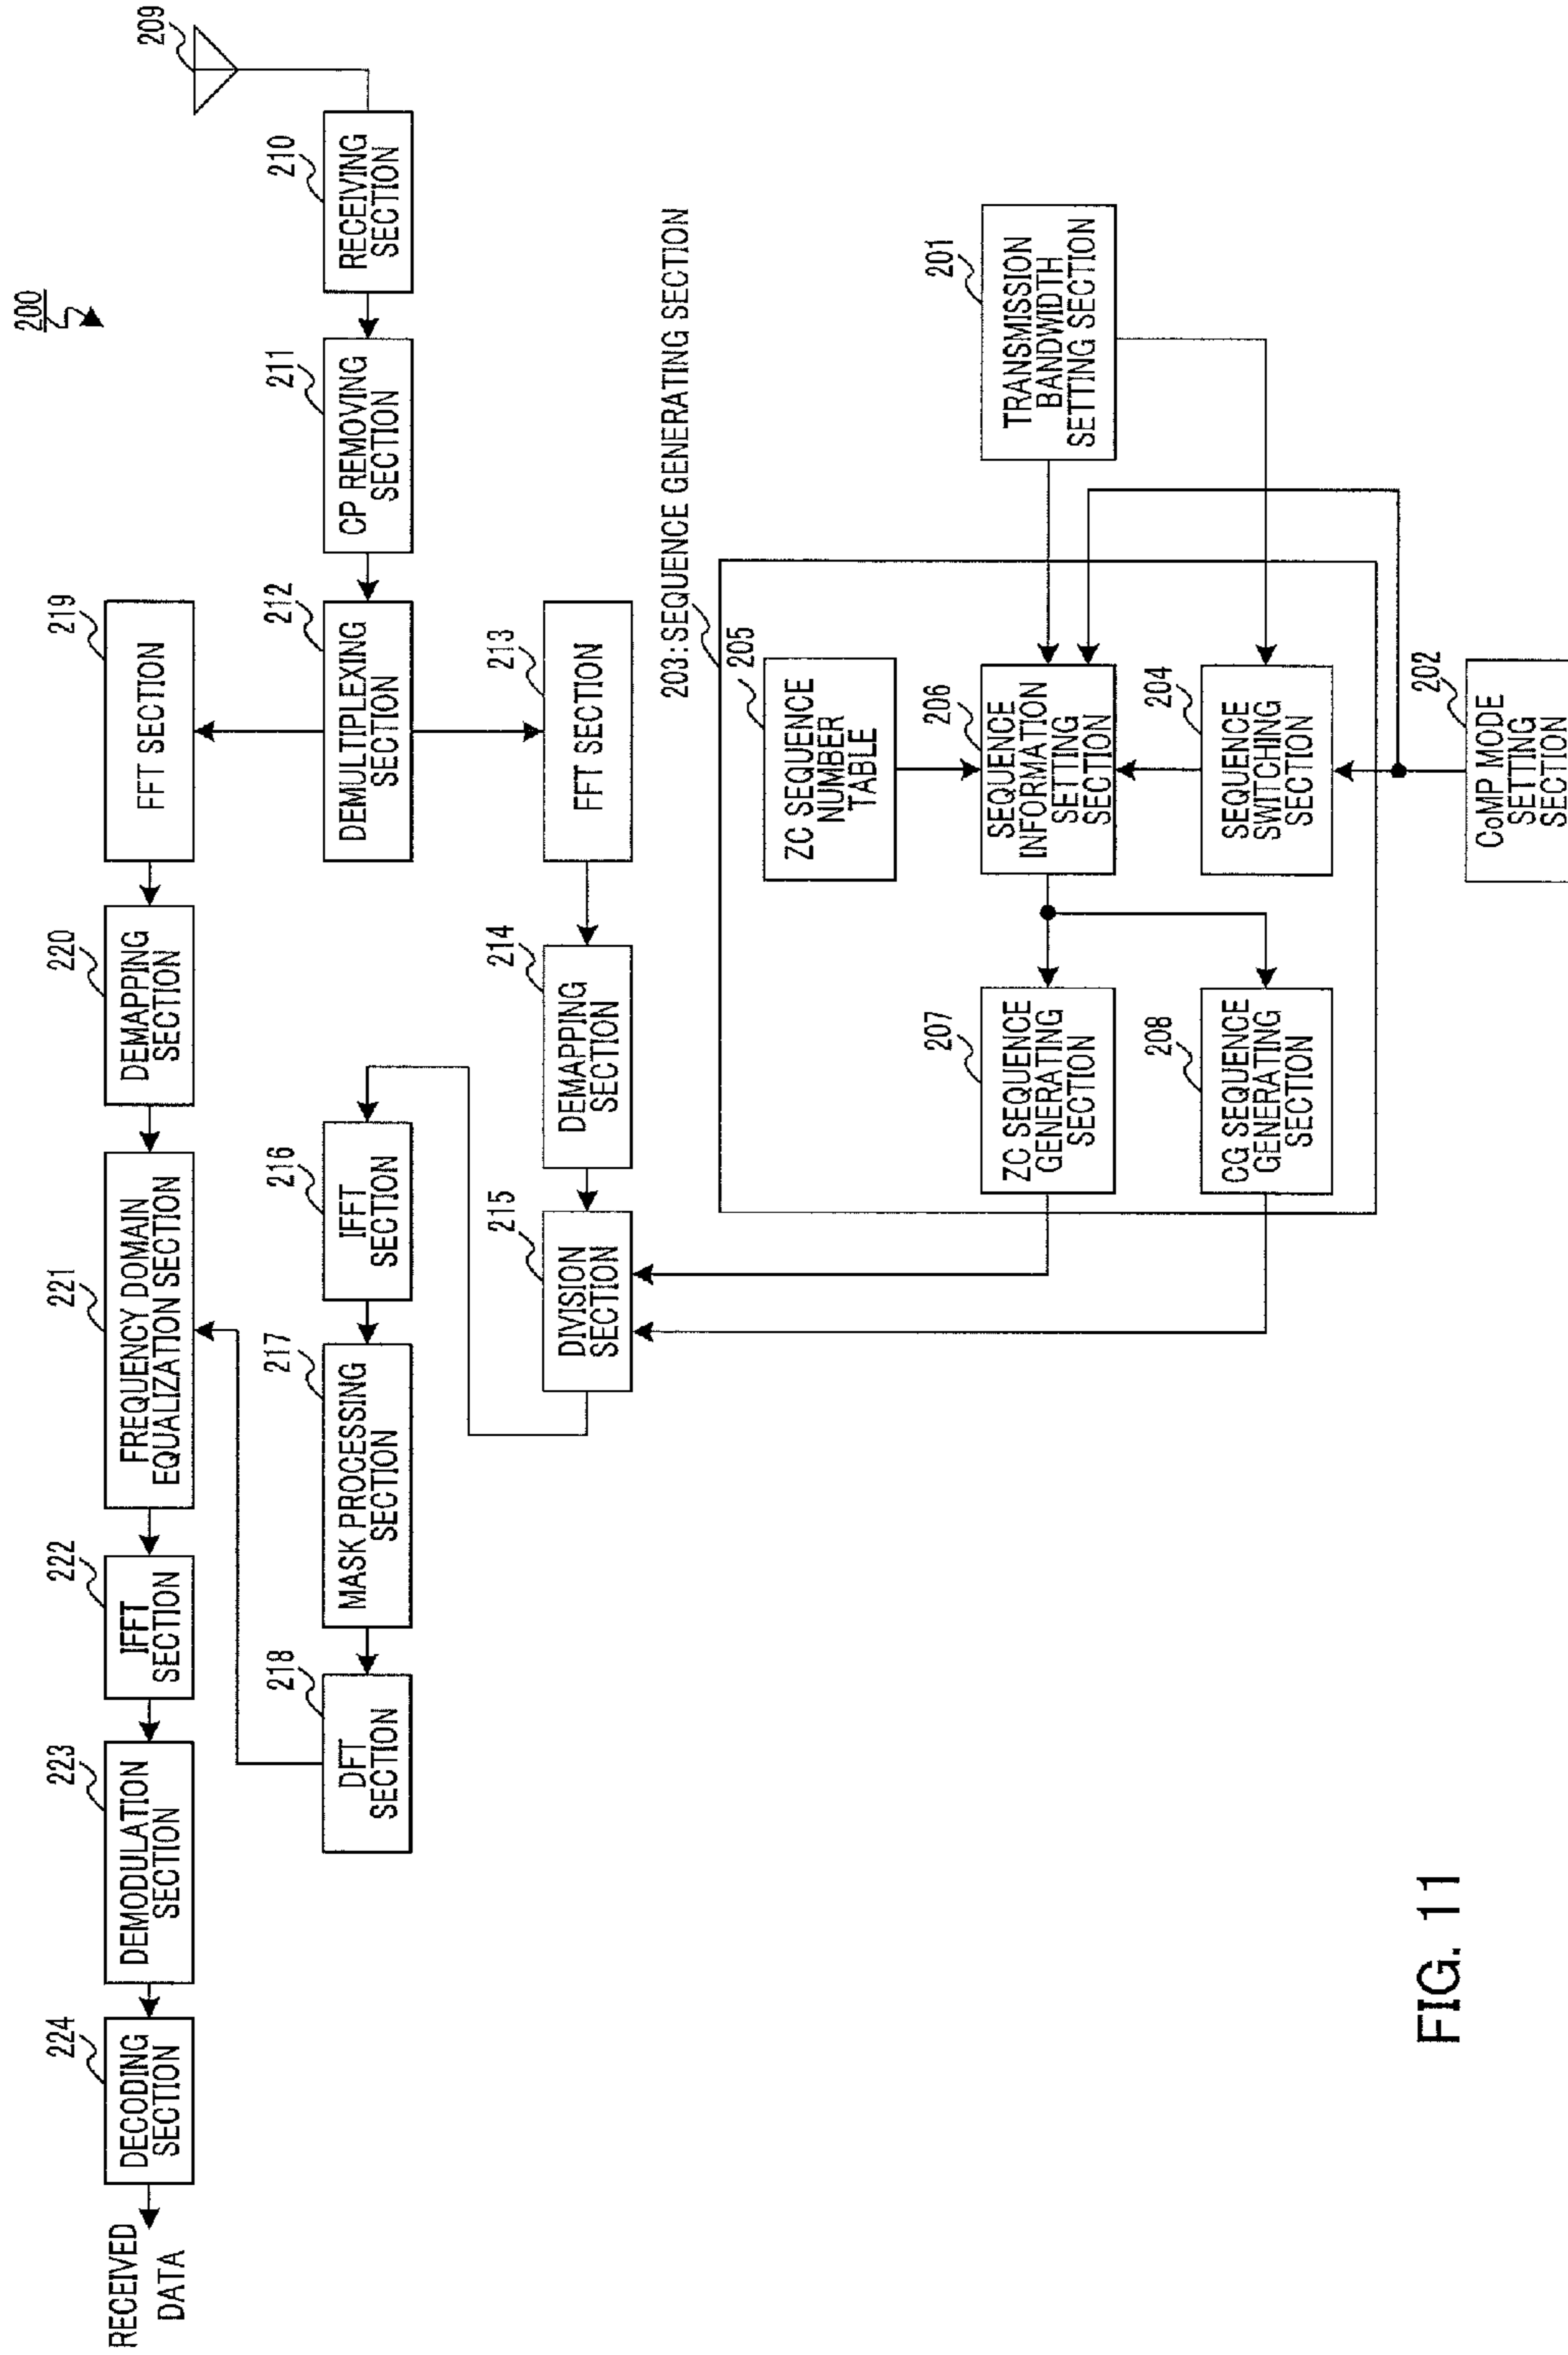 200
209
210
RECEIVING
SECTION
211
CP REMOVING
SECTION
212
DEMULTIPLEXING
SECTION
219
FFT SECTION
220
DEMAPPING
SECTION
221
FREQUENCY DOMAIN
EQUALIZATION SECTION
222
IFFT
SECTION
223
DEMODULATION
SECTION
224
DECODING
SECTION
RECEIVED
DATA
213
FFT SECTION
214
DEMAPPING
SECTION
215
DIVISION
SECTION
216
IFFT
SECTION
217
MASK PROCESSING
SECTION
218
DFT
SECTION
203:SEQUENCE GENERATING SECTION
205
ZC SEQUENCE
NUMBER
TABLE
206
SEQUENCE
INFORMATION
SETTING
SECTION
204
SEQUENCE
SWITCHING
SECTION
207
ZC SEQUENCE
GENERATING
SECTION
208
CG SEQUENCE
GENERATING
SECTION
201
TRANSMISSION
BANDWIDTH
SETTING SECTION
202
CoMP MODE
SETTING
SECTION
FIG. 11